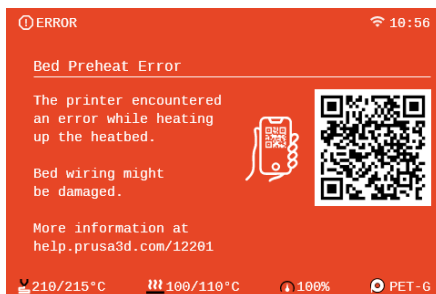 ERROR 10:56
Bed Preheat Error
The printer encountered
an error while heating
up the heatbed.
Bed wiring might
be damaged.
More information at
help.prusa3d.com/12201
210/215°C 100/110°C 100% PET-G